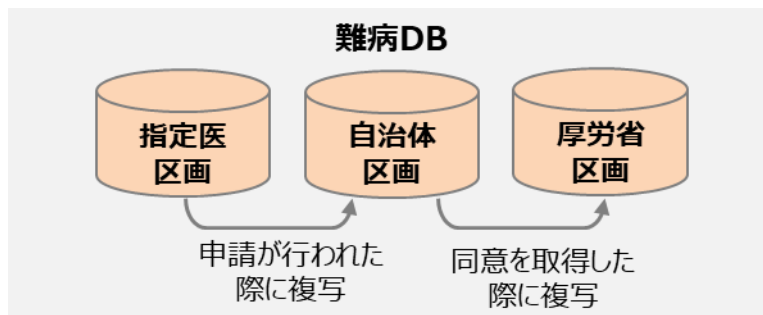 難病DB
指定医
区画
自治体
区画
厚労省
区画
申請が行われた
際に複写
同意を取得した
際に複写